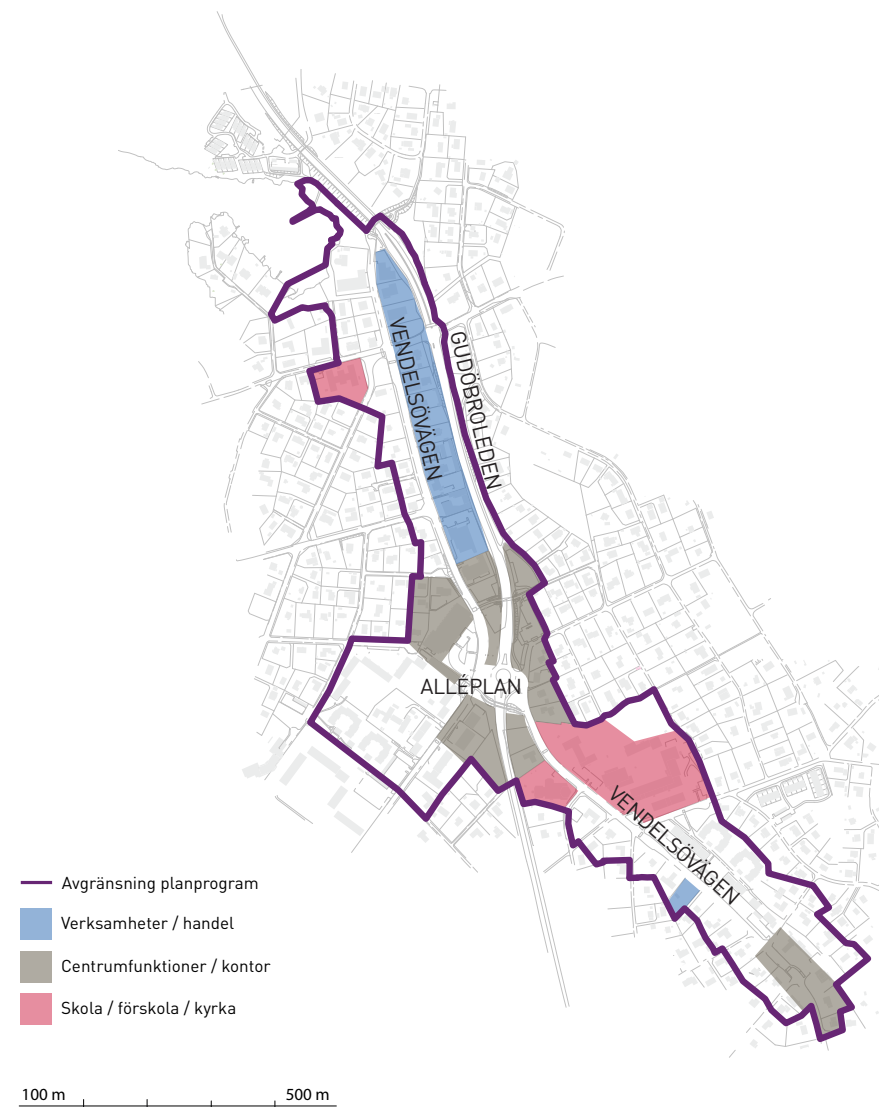 VENDELSÖVÄGEN
GUDÖBROLEDEN
ALLÉPLAN
VENDELSÖVÄGEN
Avgränsning planprogram
Verksamheter / handel
Centrumfunktioner / kontor
Skola / förskola / kyrka
100 m 500 m